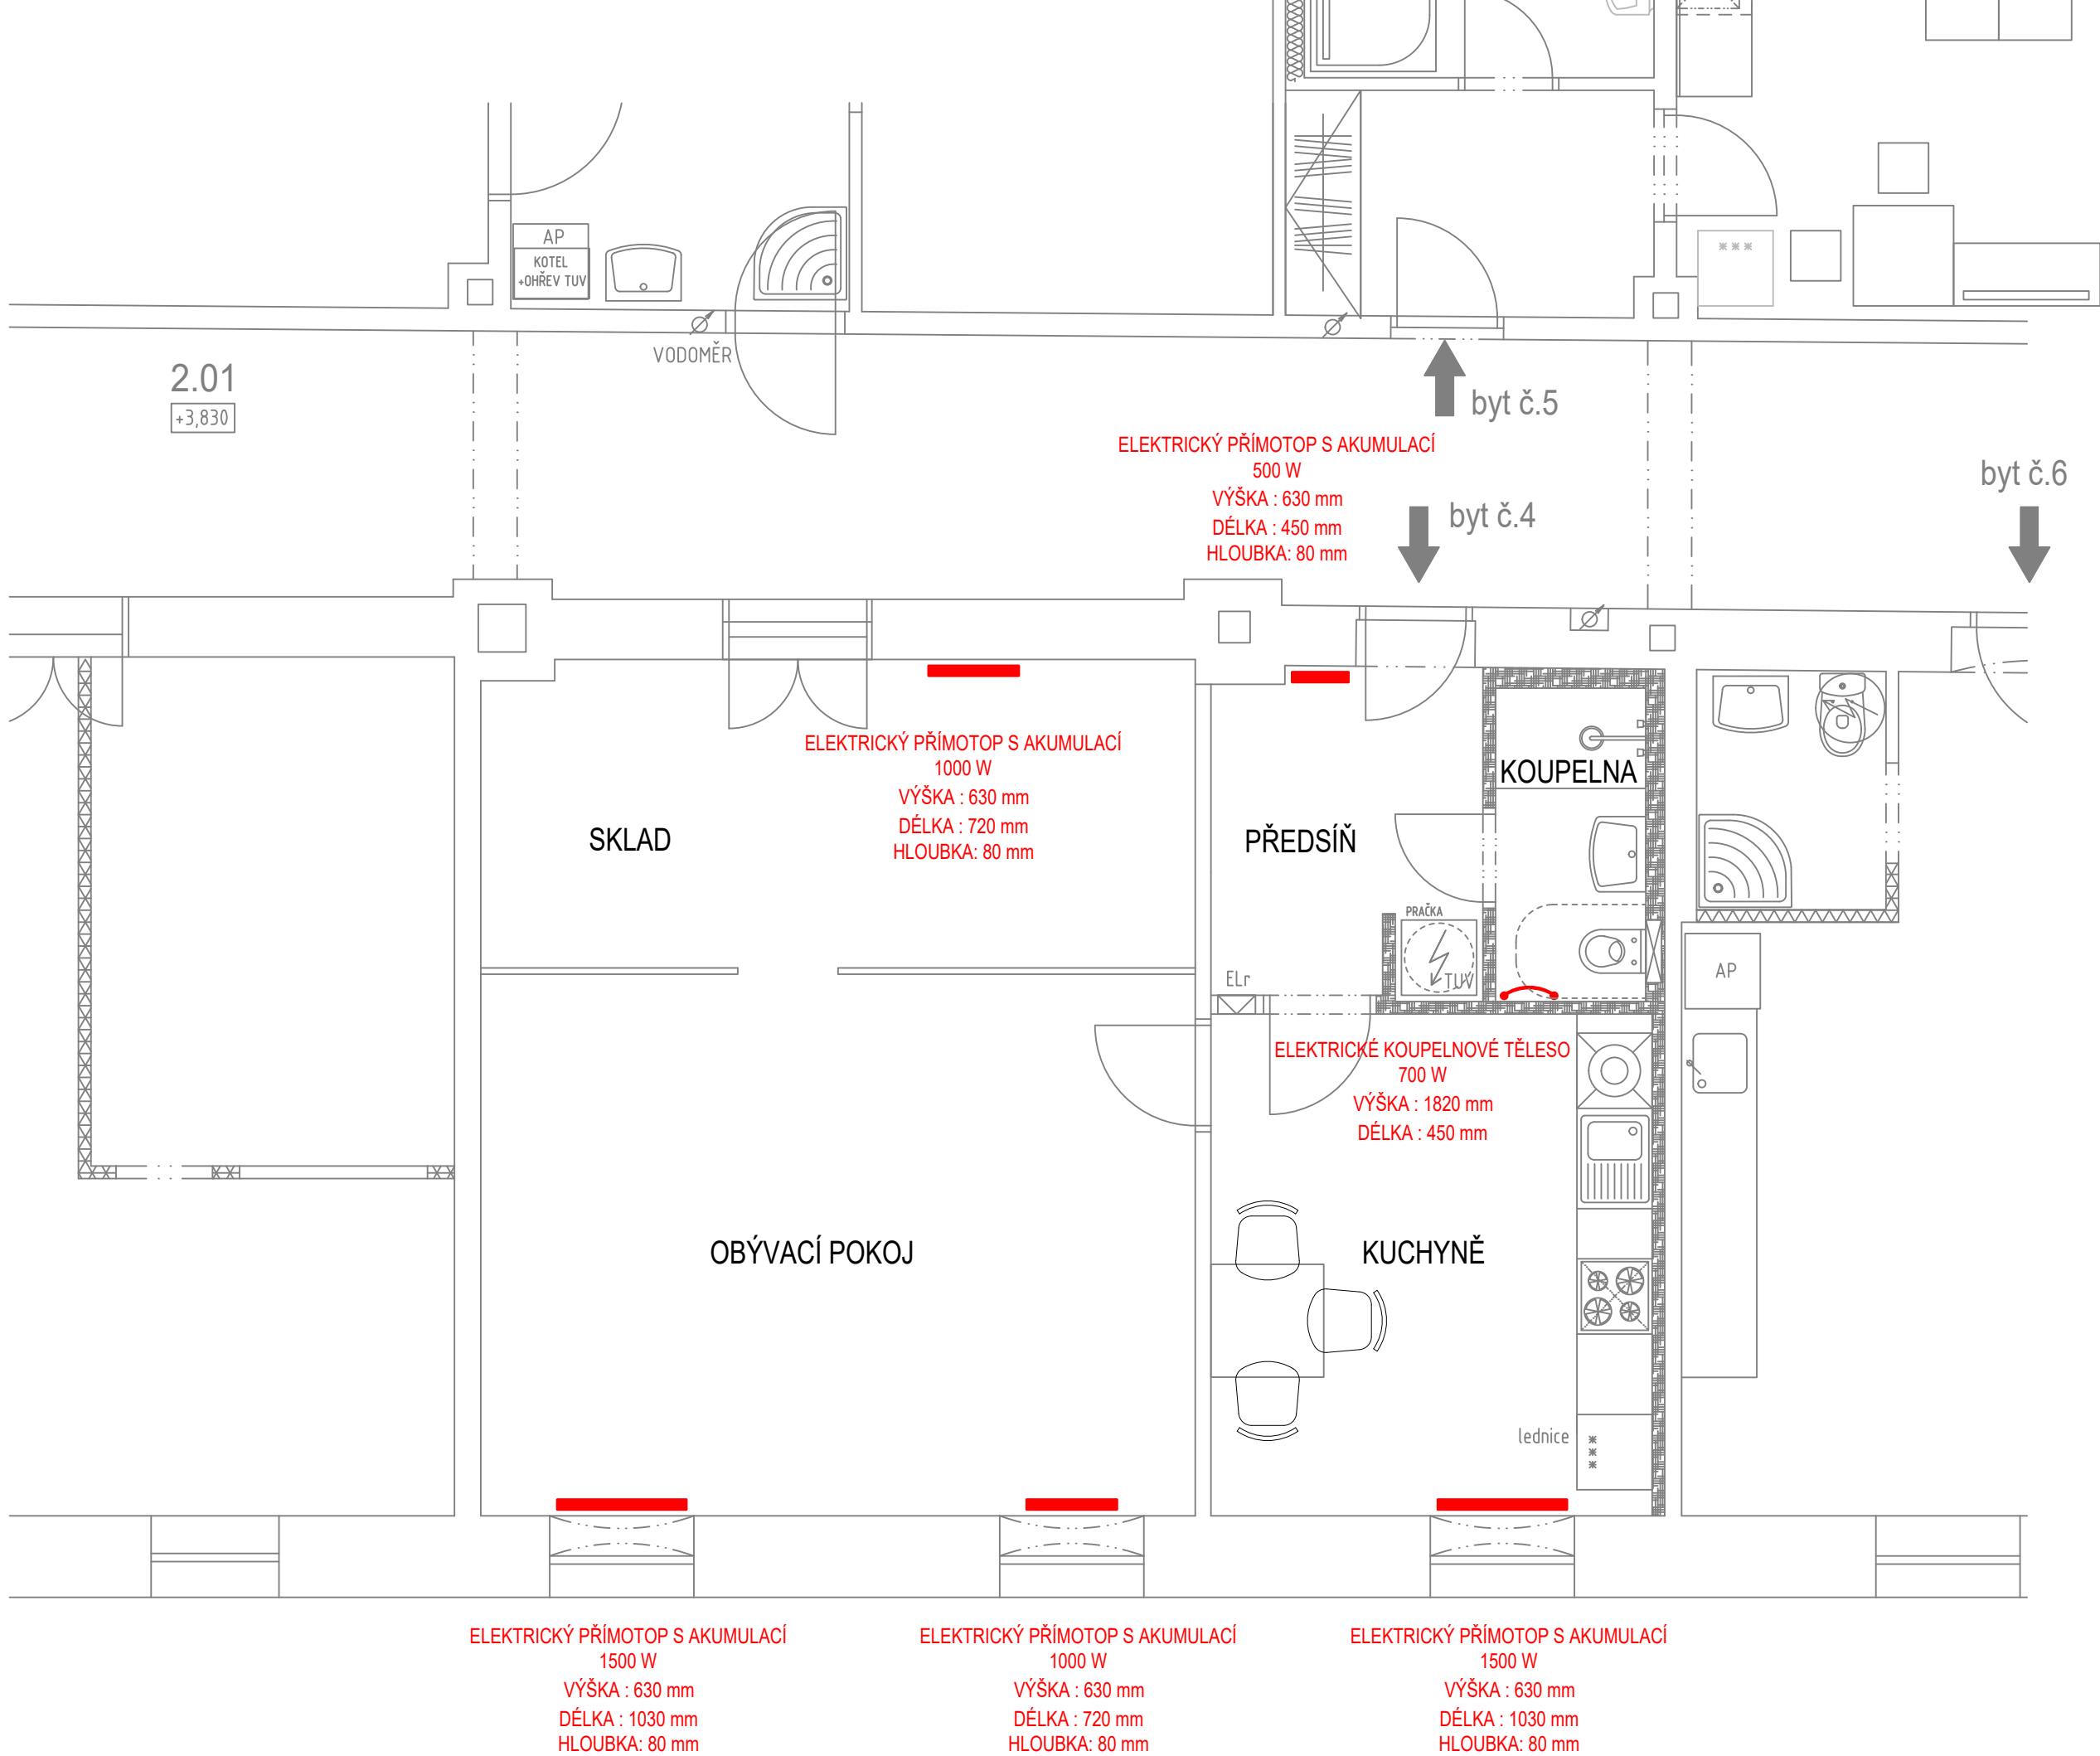 AP
KOTEL
+OHŘEV TUV
VODOMĚR
2.01
+3,830
byt č.5
ELEKTRICKÝ PŘÍMOTOP S AKUMULACÍ
500 W
VÝŠKA : 630 mm
DÉLKA : 450 mm
HLOUBKA: 80 mm
byt č.4
byt č.6
ELEKTRICKÝ PŘÍMOTOP S AKUMULACÍ
1000 W
VÝŠKA : 630 mm
DÉLKA : 720 mm
HLOUBKA: 80 mm
SKLAD
PŘEDSÍŇ
KOUPELNA
PRAČKA
TUV
ELr
AP
ELEKTRICKÉ KOUPELNOVÉ TĚLESO
700 W
VÝŠKA : 1820 mm
DÉLKA : 450 mm
OBÝVACÍ POKOJ
KUCHYNĚ
lednice
ELEKTRICKÝ PŘÍMOTOP S AKUMULACÍ
1500 W
VÝŠKA : 630 mm
DÉLKA : 1030 mm
HLOUBKA: 80 mm
ELEKTRICKÝ PŘÍMOTOP S AKUMULACÍ
1000 W
VÝŠKA : 630 mm
DÉLKA : 720 mm
HLOUBKA: 80 mm
ELEKTRICKÝ PŘÍMOTOP S AKUMULACÍ
1500 W
VÝŠKA : 630 mm
DÉLKA : 1030 mm
HLOUBKA: 80 mm